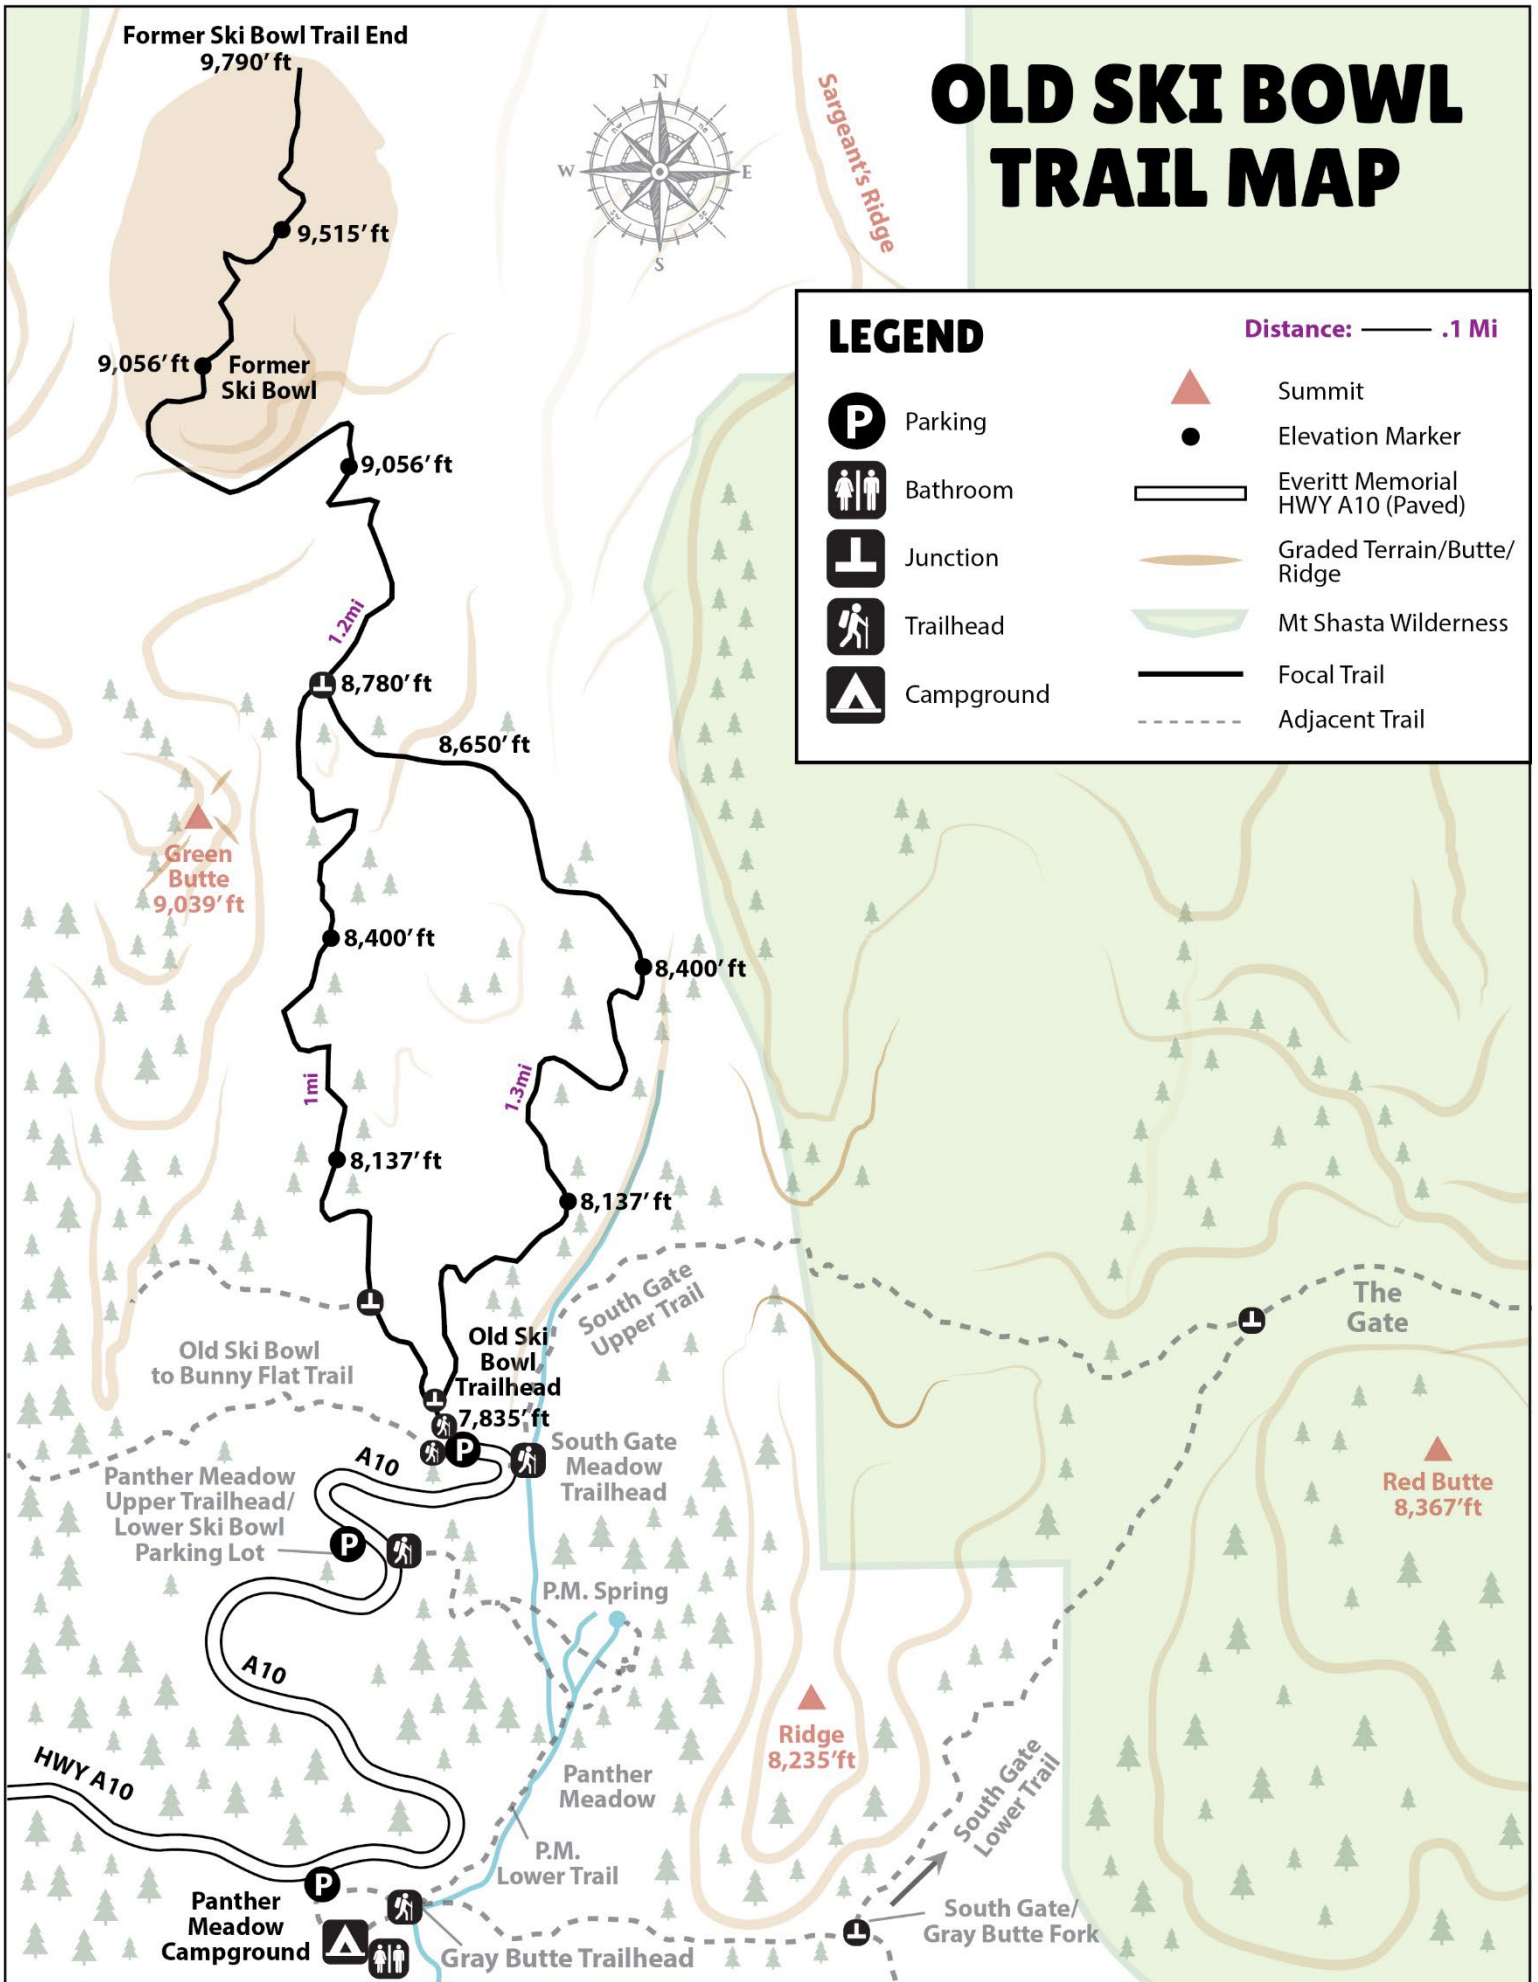 OLD SKI BOWL
TRAIL MAP
Former Ski Bowl Trail End
9,790' ft
N
W
E
S
Sargeant's Ridge
9,515' ft
9,056' ft
Former
Ski Bowl
9,056' ft
LEGEND
Distance: .1 Mi
P
Parking
Bathroom
Junction
Trailhead
Campground
Summit
Elevation Marker
Everitt Memorial
HWY A10 (Paved)
Graded Terrain/Butte/
Ridge
Mt Shasta Wilderness
Focal Trail
Adjacent Trail
1.2mi
8,780' ft
8,650' ft
Green
Butte
9,039' ft
8,400' ft
8,400' ft
1mi
1.3mi
8,137' ft
8,137' ft
South Gate
Upper Trail
The
Gate
Old Ski Bowl
to Bunny Flat Trail
Old Ski
Bowl
Trailhead
7,835' ft
P
A10
South Gate
Meadow
Trailhead
Panther Meadow
Upper Trailhead/
Lower Ski Bowl
Parking Lot
P
Red Butte
8,367'ft
P.M. Spring
A10
Ridge
8,235'ft
HWY A10
Panther
Meadow
South Gate
Lower Trail
P.M.
Lower Trail
P
Panther
Meadow
Campground
Gray Butte Trailhead
South Gate/
Gray Butte Fork